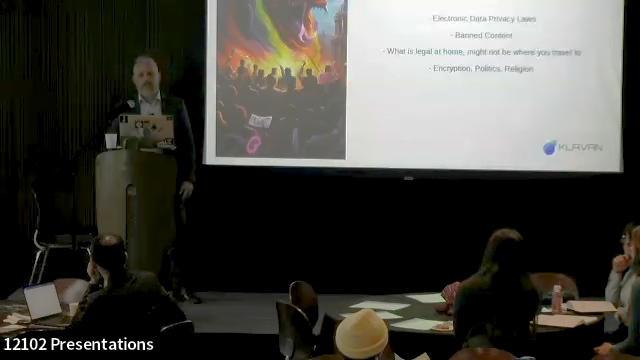 - Electronic Data Privacy Laws
- Banned Content
- What is legal at home, might not be where you travel to
- Encryption, Politics, Religion
KLAVAN
12102 Presentations